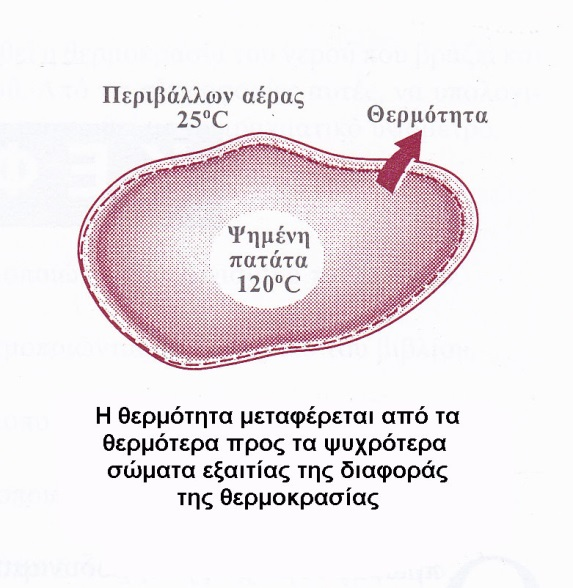 Περιβάλλων αέρας
25°C
Θερμότητα
Ψημένη
πατάτα
120°C
Η θερμότητα μεταφέρεται από τα
θερμότερα προς τα ψυχρότερα
σώματα εξαιτίας της διαφοράς
της θερμοκρασίας